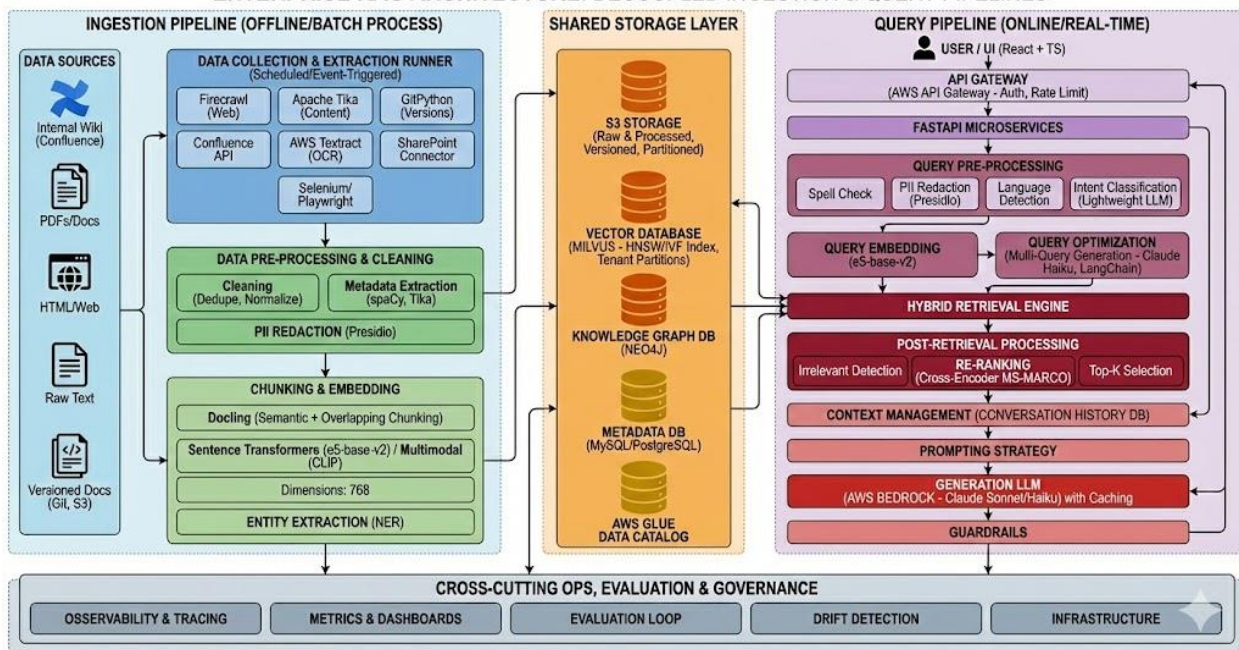 INGESTION PIPELINE (OFFLINE/BATCH PROCESS)
DATA SOURCES
Internal Wiki
(Confluence)
PDFs/Docs
HTML/Web
Raw Text
Versioned Docs
(Gil, S3)
DATA COLLECTION & EXTRACTION RUNNER
(Scheduled/Event-Triggered)
Firecrawl
(Web)
Apache Tika
(Content)
GitPython
(Versions)
Confluence
API
AWS Textract
(OCR)
SharePoint
Connector
Selenium/
Playwright
DATA PRE-PROCESSING & CLEANING
Cleaning
(Dedupe, Normalize)
Metadata Extraction
(spaCy, Tika)
PII REDACTION (Presidio)
CHUNKING & EMBEDDING
Docling (Semantic + Overlapping Chunking)
Sentence Transformers (e5-base-v2) / Multimodal
(CLIP)
Dimensions: 768
ENTITY EXTRACTION (NER)
SHARED STORAGE LAYER
S3 STORAGE
(Raw & Processed,
Versioned, Partitioned)
VECTOR DATABASE
(MILVUS - HNSW/IVF Index,
Tenant Partitions)
KNOWLEDGE GRAPH DB
(NEO4J)
METADATA DB
(MySQL/PostgreSQL)
AWS GLUE
DATA CATALOG
QUERY PIPELINE (ONLINE/REAL-TIME)
USER / UI (React + TS)
API GATEWAY
(AWS API Gateway - Auth, Rate Limit)
FASTAPI MICROSERVICES
QUERY PRE-PROCESSING
Spell Check
PII Redaction
(Presidio)
Language
Detection
Intent Classification
(Lightweight LLM)
QUERY EMBEDDING
(e5-base-v2)
QUERY OPTIMIZATION
(Mulli-Query Generation - Claude
Haiku, LangChain)
HYBRID RETRIEVAL ENGINE
POST-RETRIEVAL PROCESSING
Irrelevant Detection
RE-RANKING
(Cross-Encoder MS-MARCO)
Top-K Selection
CONTEXT MANAGEMENT (CONVERSATION HISTORY DB)
PROMPTING STRATEGY
GENERATION LLM
(AWS BEDROCK - Claude Sonnet/Haiku) with Caching
GUARDRAILS
CROSS-CUTTING OPS, EVALUATION & GOVERNANCE
OSSERVABILITY & TRACING
METRICS & DASHBOARDS
EVALUATION LOOP
DRIFT DETECTION
INFRASTRUCTURE